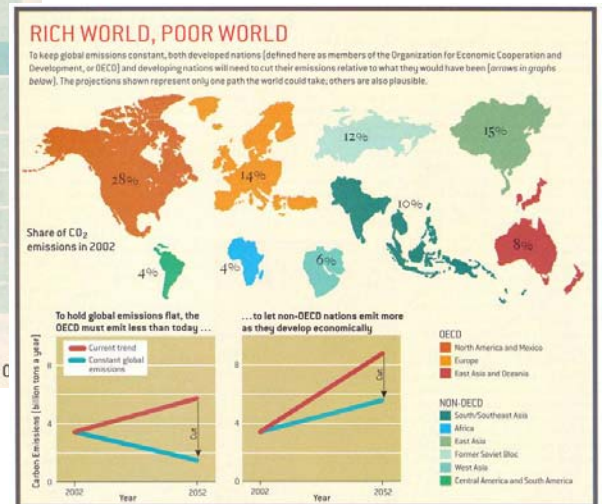 RICH WORLD, POOR WORLD
To keep global emissions constant, both developed nations (defined here as members of the Organization for Economic Cooperation and
Development, or OECD) and developing nations will need to cut their emissions relative to what they would have been (arrows in graphs
below). The projections shown represent only one path the world could take; others are also plausible.
28%
14%
12%
15%
10%
8%
4%
4%
6%
Share of CO2
emissions in 2002
To hold global emissions flat, the
OECD must emit less than today ...
... to let non-OECD nations emit more
as they develop economically
Carbon Emissions (billion tons a year)
8
4
0
Current trend
Constant global
emissions
Cut
2002
2052
Year
8
4
0
Cut
2002
2052
Year
OECD
North America and Mexico
Europe
East Asia and Oceania
NON-OECD
South/Southeast Asia
Africa
East Asia
Former Soviet Bloc
West Asia
Central America and South America